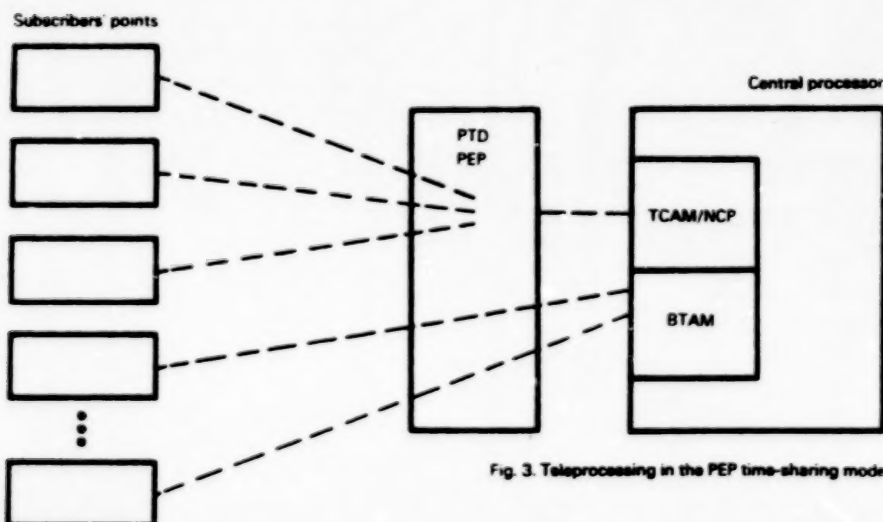 Subscribers' points
Central processor
PTD
PEP
TCAM/NCP
BTAM
Fig. 3. Teleprocessing in the PEP time-sharing mode